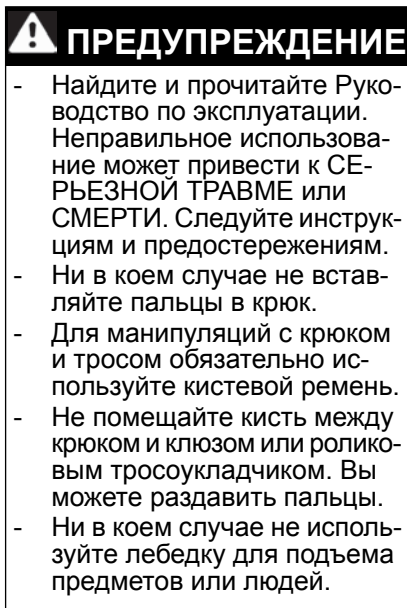 ПРЕДУПРЕЖДЕНИЕ
- Найдите и прочитайте Руко-
водство по эксплуатации.
Неправильное использова-
ние может привести к СЕ-
РЬЕЗНОЙ ТРАВМЕ или
СМЕРТИ. Следуйте инструк-
циям и предостережениям.
- Ни в коем случае не встав-
ляйте пальцы в крюк.
- Для манипуляций с крюком
и тросом обязательно ис-
пользуйте кистевой ремень.
- Не помещайте кисть между
крюком и клюзом или ролико-
вым тросоукладчиком. Вы
можете раздавить пальцы.
- Ни в коем случае не исполь-
зуйте лебедку для подъема
предметов или людей.